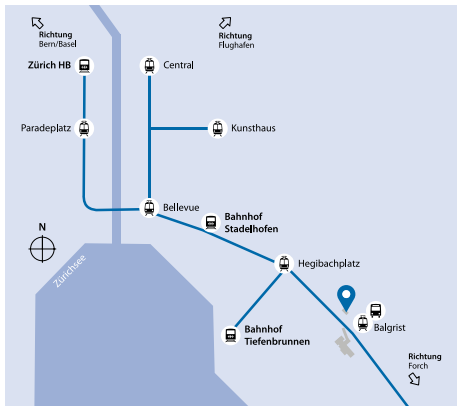 Richtung
Bern/Basel
Richtung
Flughafen
Zürich HB
Central
Paradeplatz
Kunsthaus
Bellevue
Bahnhof
Stadelhofen
N
Hegibachplatz
Zürichsee
Balgrist
Bahnhof
Tiefenbrunnen
Richtung
Forch